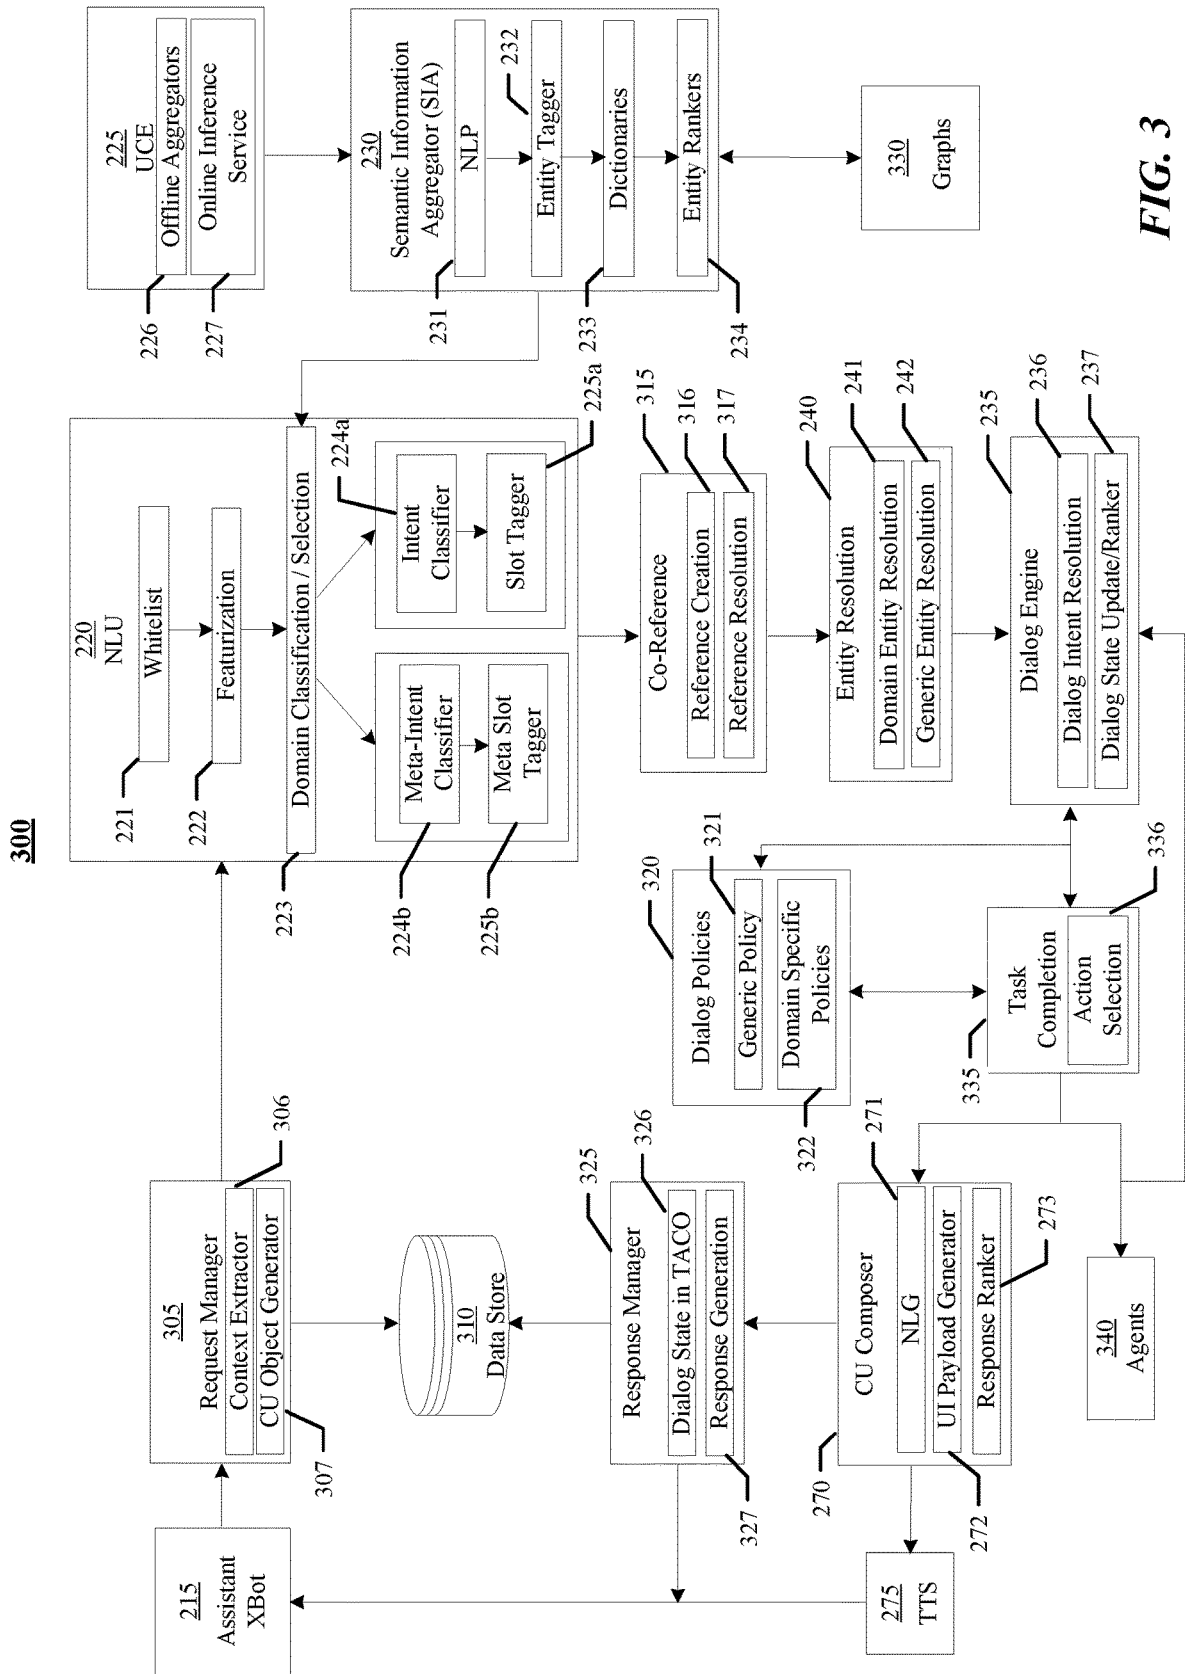 300
215
Assistant
XBot
305
Request Manager
Context Extractor
CU Object Generator
306
307
310
Data Store
220
NLU
Whitelist
Featurization
Domain Classification / Selection
221
222
223
Meta-Intent
Classifier
Meta Slot
Tagger
224b
225b
Intent
Classifier
Slot Tagger
224a
225a
225
UCE
Offline Aggregators
Online Inference
Service
226
227
230
Semantic Information
Aggregator (SIA)
NLP
Entity Tagger
Dictionaries
Entity Rankers
231
232
233
234
330
Graphs
Co-Reference
Reference Creation
Reference Resolution
315
316
317
Entity Resolution
Domain Entity Resolution
Generic Entity Resolution
240
241
242
Dialog Engine
Dialog Intent Resolution
Dialog State Update/Ranker
235
236
237
Dialog Policies
Generic Policy
Domain Specific
Policies
320
321
322
Task
Completion
Action
Selection
335
336
Response Manager
Dialog State in TACO
Response Generation
325
326
327
CU Composer
NLG
UI Payload Generator
Response Ranker
270
271
272
273
275
TTS
340
Agents
FIG. 3